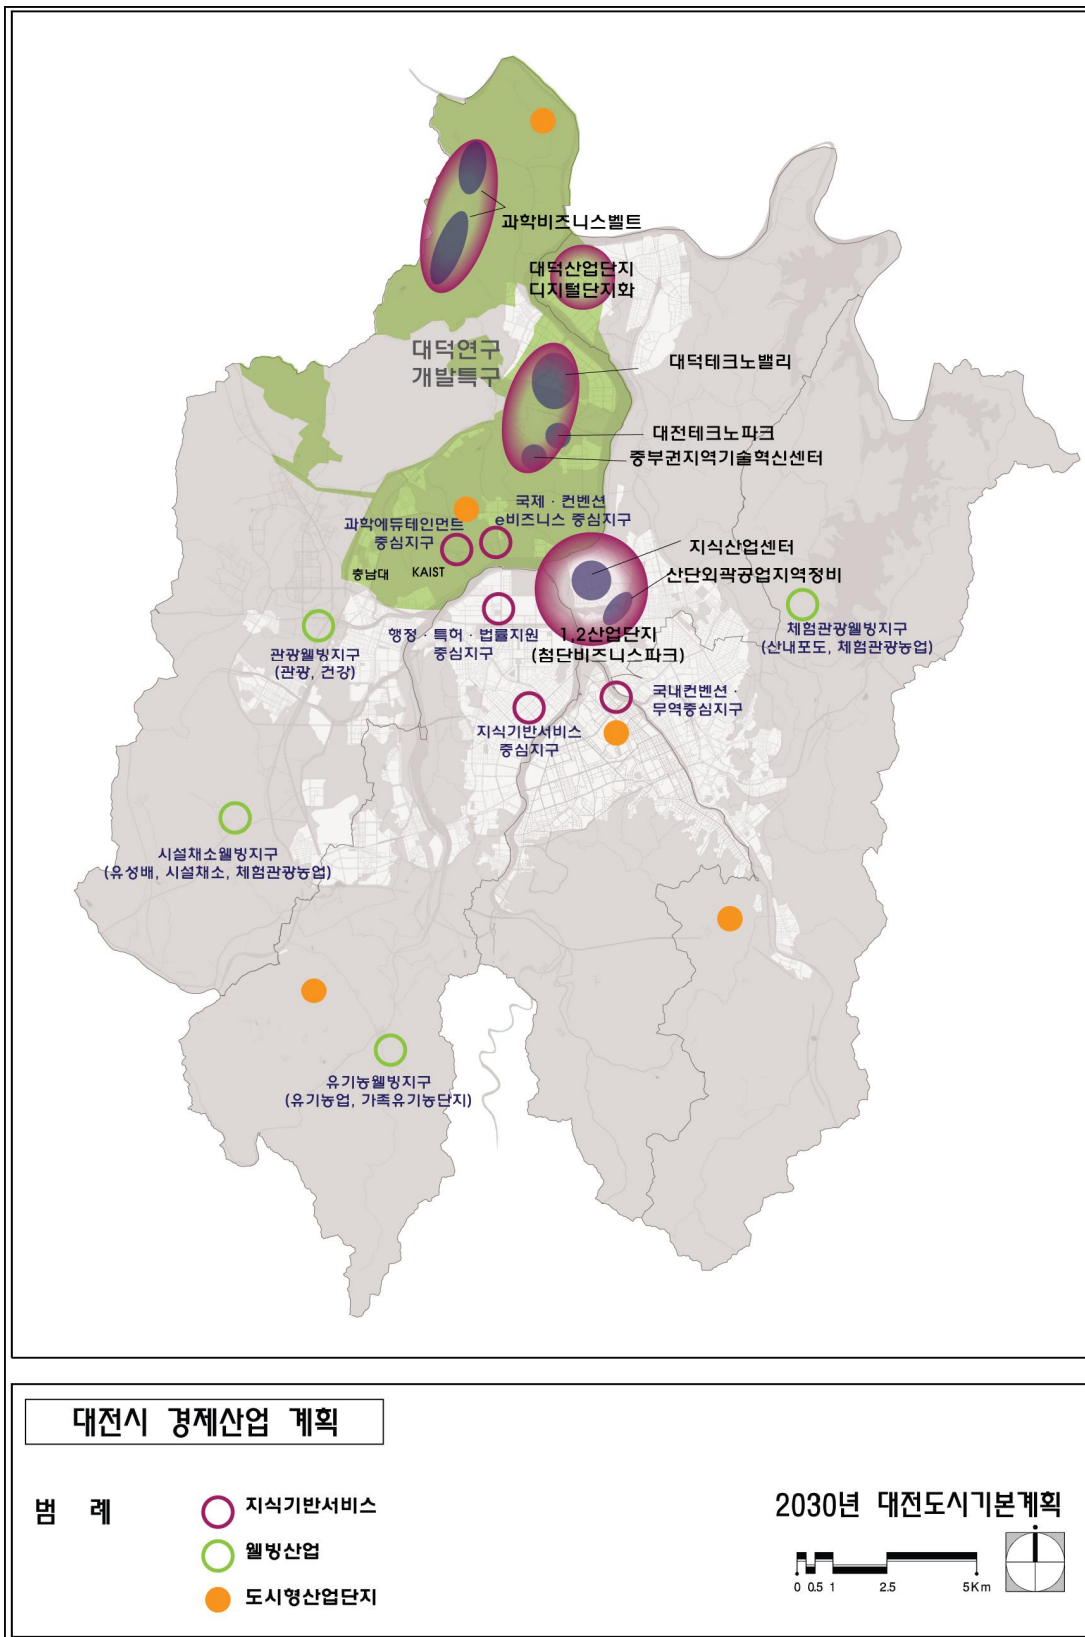 과학비즈니스벨트
대덕산업단지
디지털단지화
대덕연구
개발특구
대덕테크노밸리
대전테크노파크
중부권지역기술혁신센터
국제 · 컨벤션
e비즈니스 중심지구
과학에듀테인먼트
중심지구
충남대
KAIST
지식산업센터
산단외곽공업지역정비
1,2산업단지
(첨단비즈니스파크)
행정 · 특허 · 법률지원
중심지구
관광웰빙지구
(관광, 건강)
체험관광웰빙지구
(산내포도, 체험관광농업)
국내컨벤션 ·
무역중심지구
지식기반서비스
중심지구
시설채소웰빙지구
(유성배, 시설채소, 체험관광농업)
유기농웰빙지구
(유기농업, 가족유기농단지)
대전시 경제산업 계획
범 례
지식기반서비스
웰빙산업
도시형산업단지
2030년 대전도시기본계획
0 0.5 1 2.5 5Km